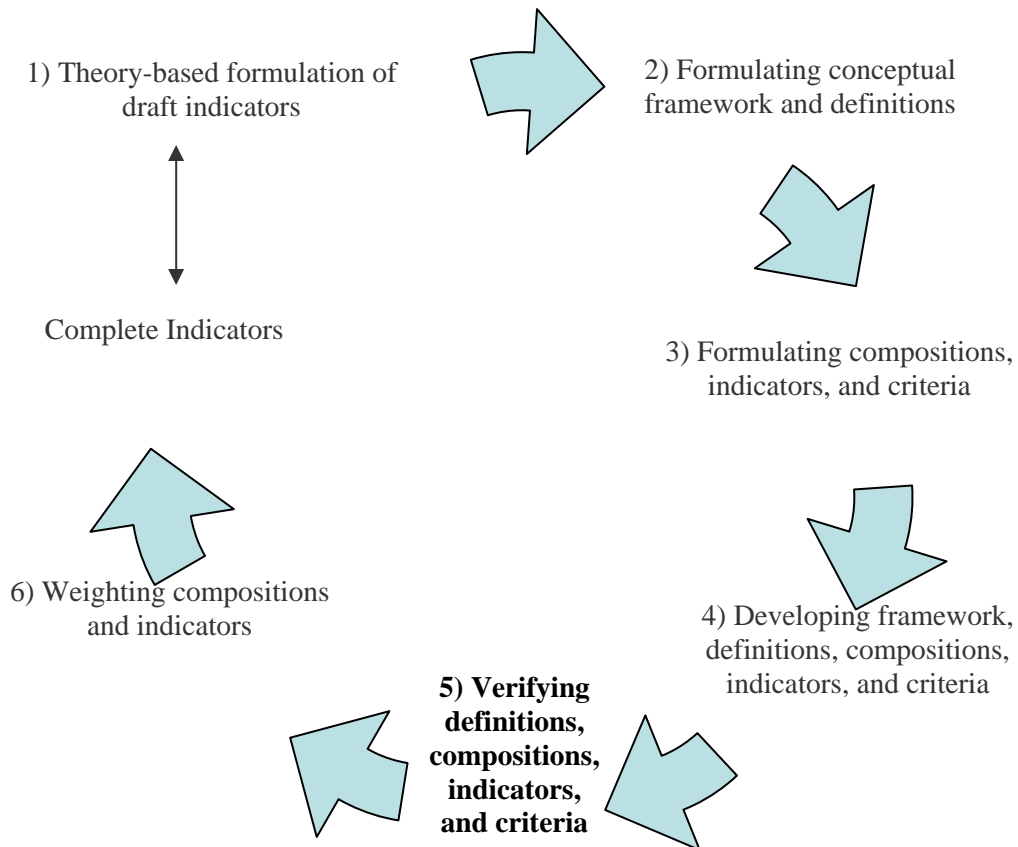 1) Theory-based formulation of
draft indicators
2) Formulating conceptual
framework and definitions
3) Formulating compositions,
indicators, and criteria
4) Developing framework,
definitions, compositions,
indicators, and criteria
5) Verifying
definitions,
compositions,
indicators,
and criteria
6) Weighting compositions
and indicators
Complete Indicators